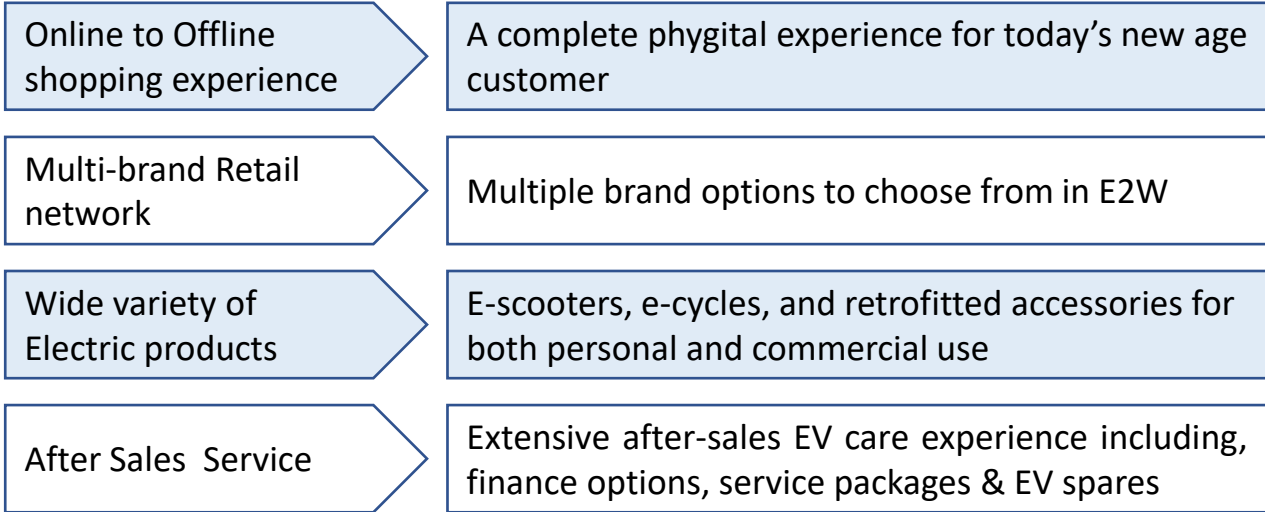 Online to Offline
shopping experience
A complete phygital experience for today’s new age
customer
Multi-brand Retail
network
Multiple brand options to choose from in E2W
Wide variety of
Electric products
E-scooters, e-cycles, and retrofitted accessories for
both personal and commercial use
After Sales Service
Extensive after-sales EV care experience including,
finance options, service packages & EV spares